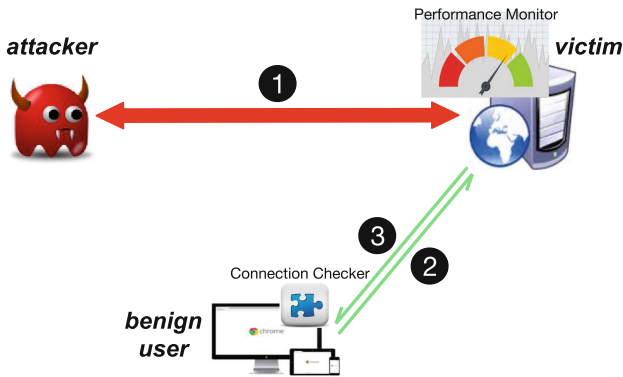 Performance Monitor
attacker
victim
1
3
2
Connection Checker
benign
user
chrome